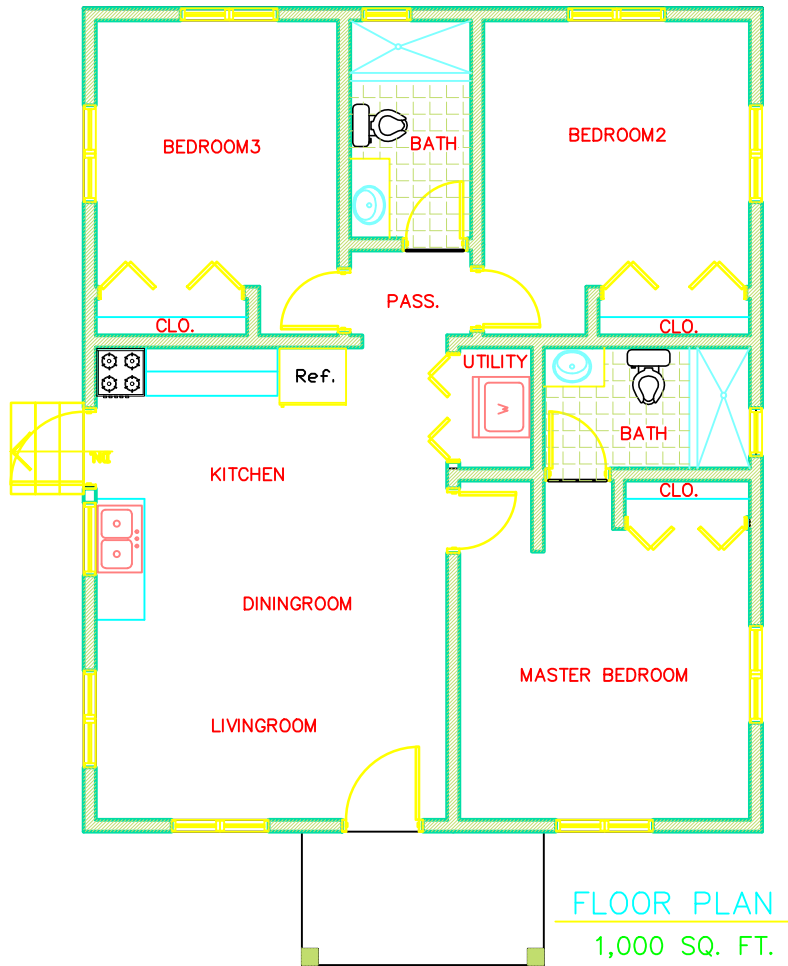 BEDROOM3
BATH
BEDROOM2
PASS.
CLO.
CLO.
UTILITY
Ref.
W
BATH
KITCHEN
CLO.
DININGROOM
MASTER BEDROOM
LIVINGROOM
FLOOR PLAN
1,000 SQ. FT.